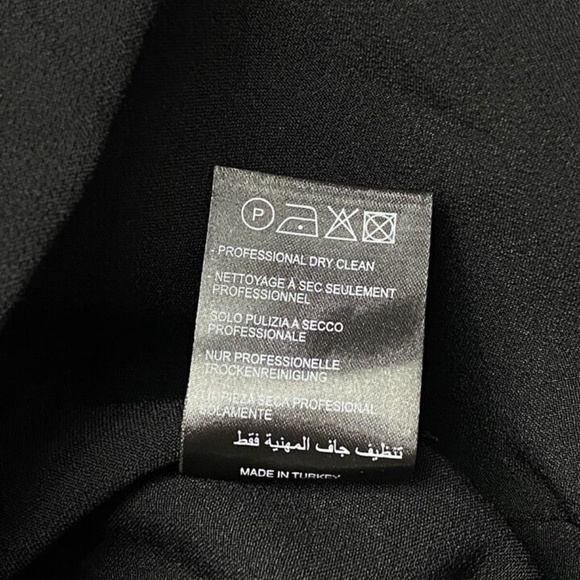 P
- PROFESSIONAL DRY CLEAN
- NETTOYAGE À SEC SEULEMENT
PROFESSIONNEL
- SOLO PULIZIA A SECCO
PROFESSIONALE
NUR PROFESSIONELLE
TROCKENREINIGUNG
LIMPIEZA SECA PROFESIONAL
SOLAMENTE
تنظيف جاف المهنية فقط
MADE IN TURKEY